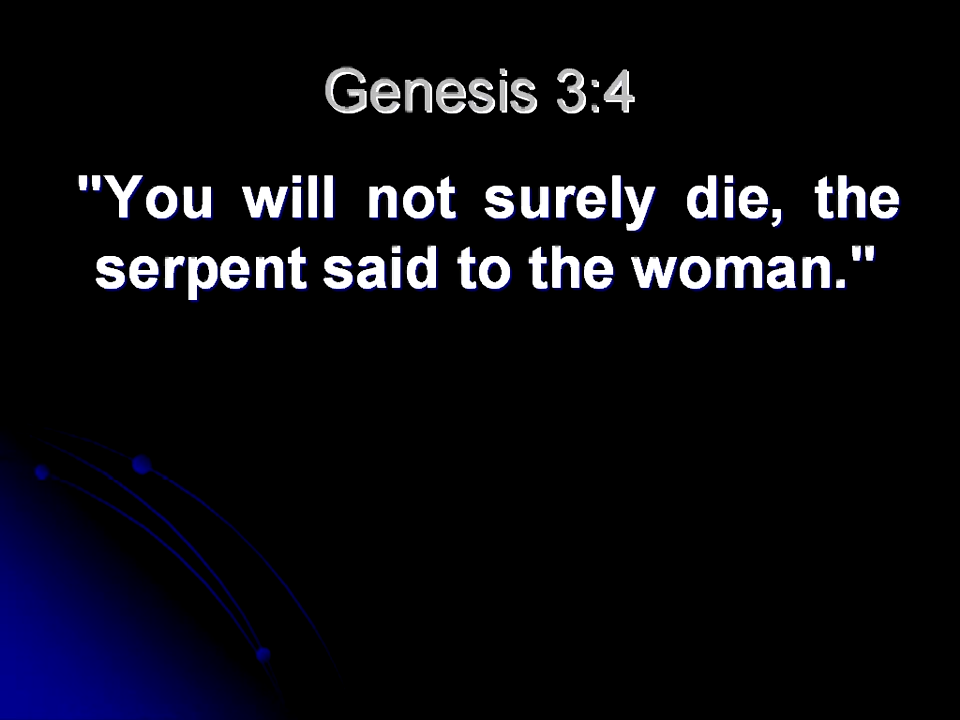 Genesis 3:4
"You will not surely die, the
serpent said to the woman."